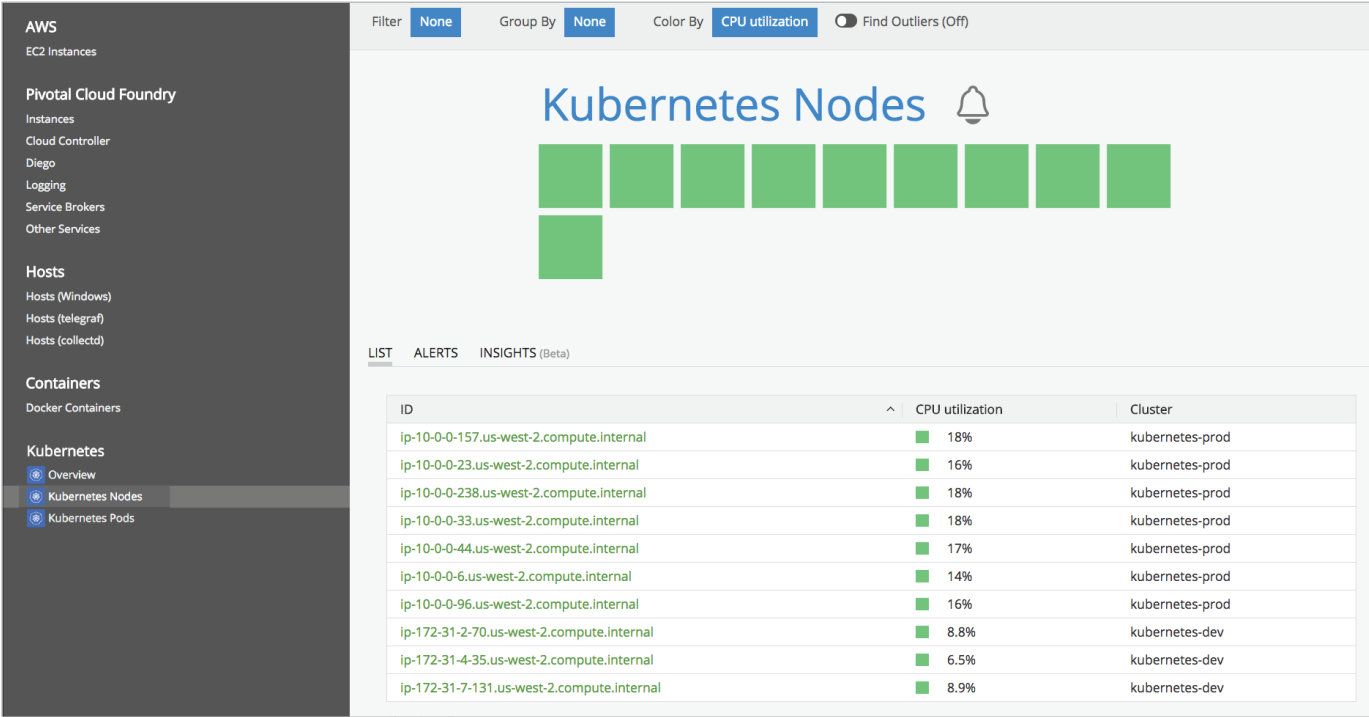 AWS
EC2 Instances
Pivotal Cloud Foundry
Instances
Cloud Controller
Diego
Logging
Service Brokers
Other Services
Hosts
Hosts (Windows)
Hosts (telegraf)
Hosts (collectd)
Containers
Docker Containers
Kubernetes
Overview
Kubernetes Nodes
Kubernetes Pods
Filter None Group By None Color By CPU utilization Find Outliers (Off)
Kubernetes Nodes
LIST ALERTS INSIGHTS (Beta)
ID CPU utilization Cluster
ip-10-0-0-157.us-west-2.compute.internal 18% kubernetes-prod
ip-10-0-0-23.us-west-2.compute.internal 16% kubernetes-prod
ip-10-0-0-238.us-west-2.compute.internal 18% kubernetes-prod
ip-10-0-0-33.us-west-2.compute.internal 18% kubernetes-prod
ip-10-0-0-44.us-west-2.compute.internal 17% kubernetes-prod
ip-10-0-0-6.us-west-2.compute.internal 14% kubernetes-prod
ip-10-0-0-96.us-west-2.compute.internal 16% kubernetes-prod
ip-172-31-2-70.us-west-2.compute.internal 8.8% kubernetes-dev
ip-172-31-4-35.us-west-2.compute.internal 6.5% kubernetes-dev
ip-172-31-7-131.us-west-2.compute.internal 8.9% kubernetes-dev